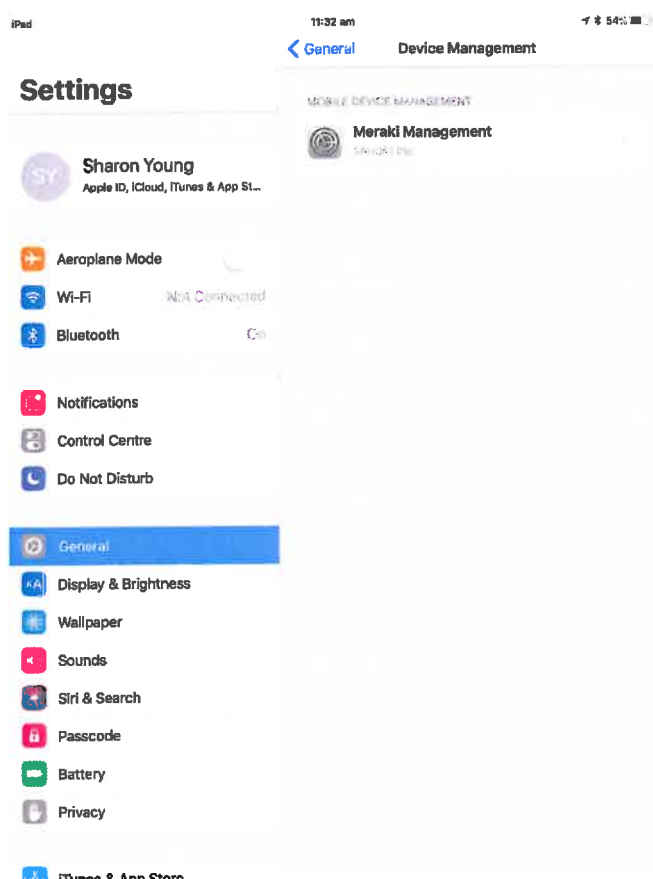 iPad
11:32 am
54%
General
Device Management
Settings
MOBILE DEVICE MANAGEMENT
Meraki Management
SY
Sharon Young
Apple ID, iCloud, iTunes & App St...
Aeroplane Mode
Wi-Fi
Not Connected
Bluetooth
On
Notifications
Control Centre
Do Not Disturb
General
Display & Brightness
Wallpaper
Sounds
Siri & Search
Passcode
Battery
Privacy
iTunes & App Store